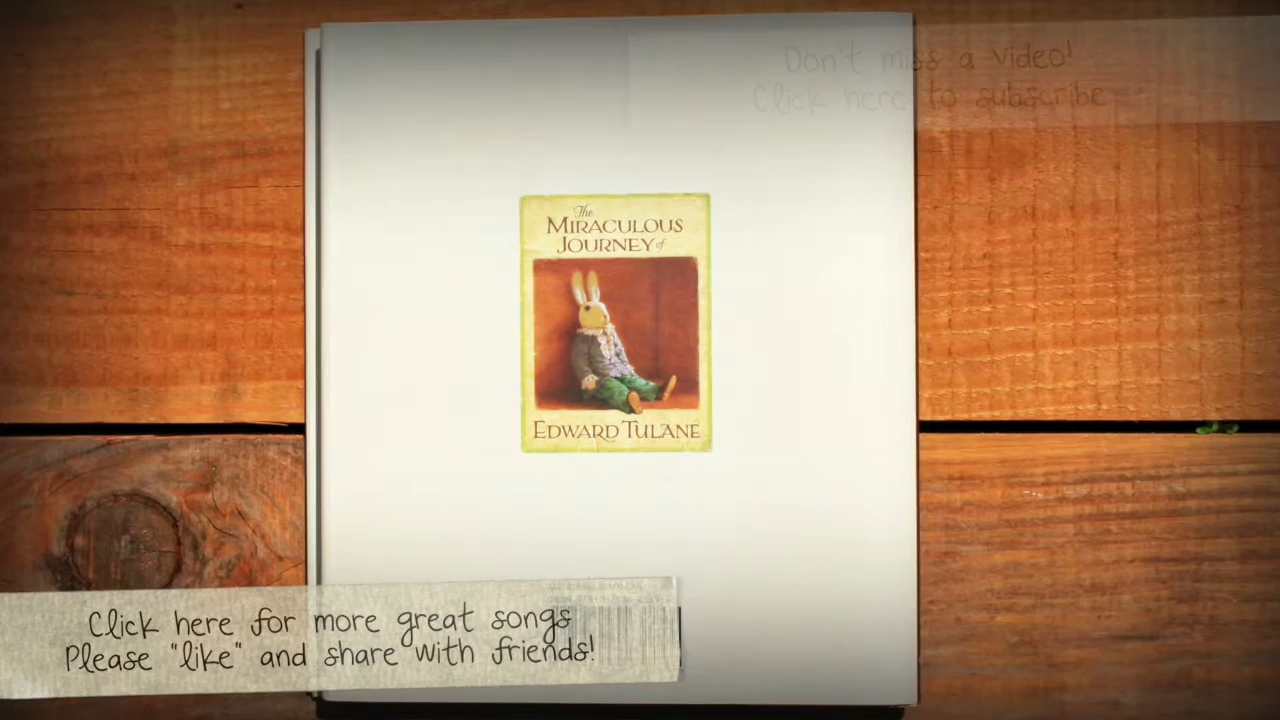 Don't miss a video!
Click here to subscribe
The
MIRACULOUS
JOURNEY of
EDWARD TULANE
Click here for more great songs
Please "like" and share with friends!